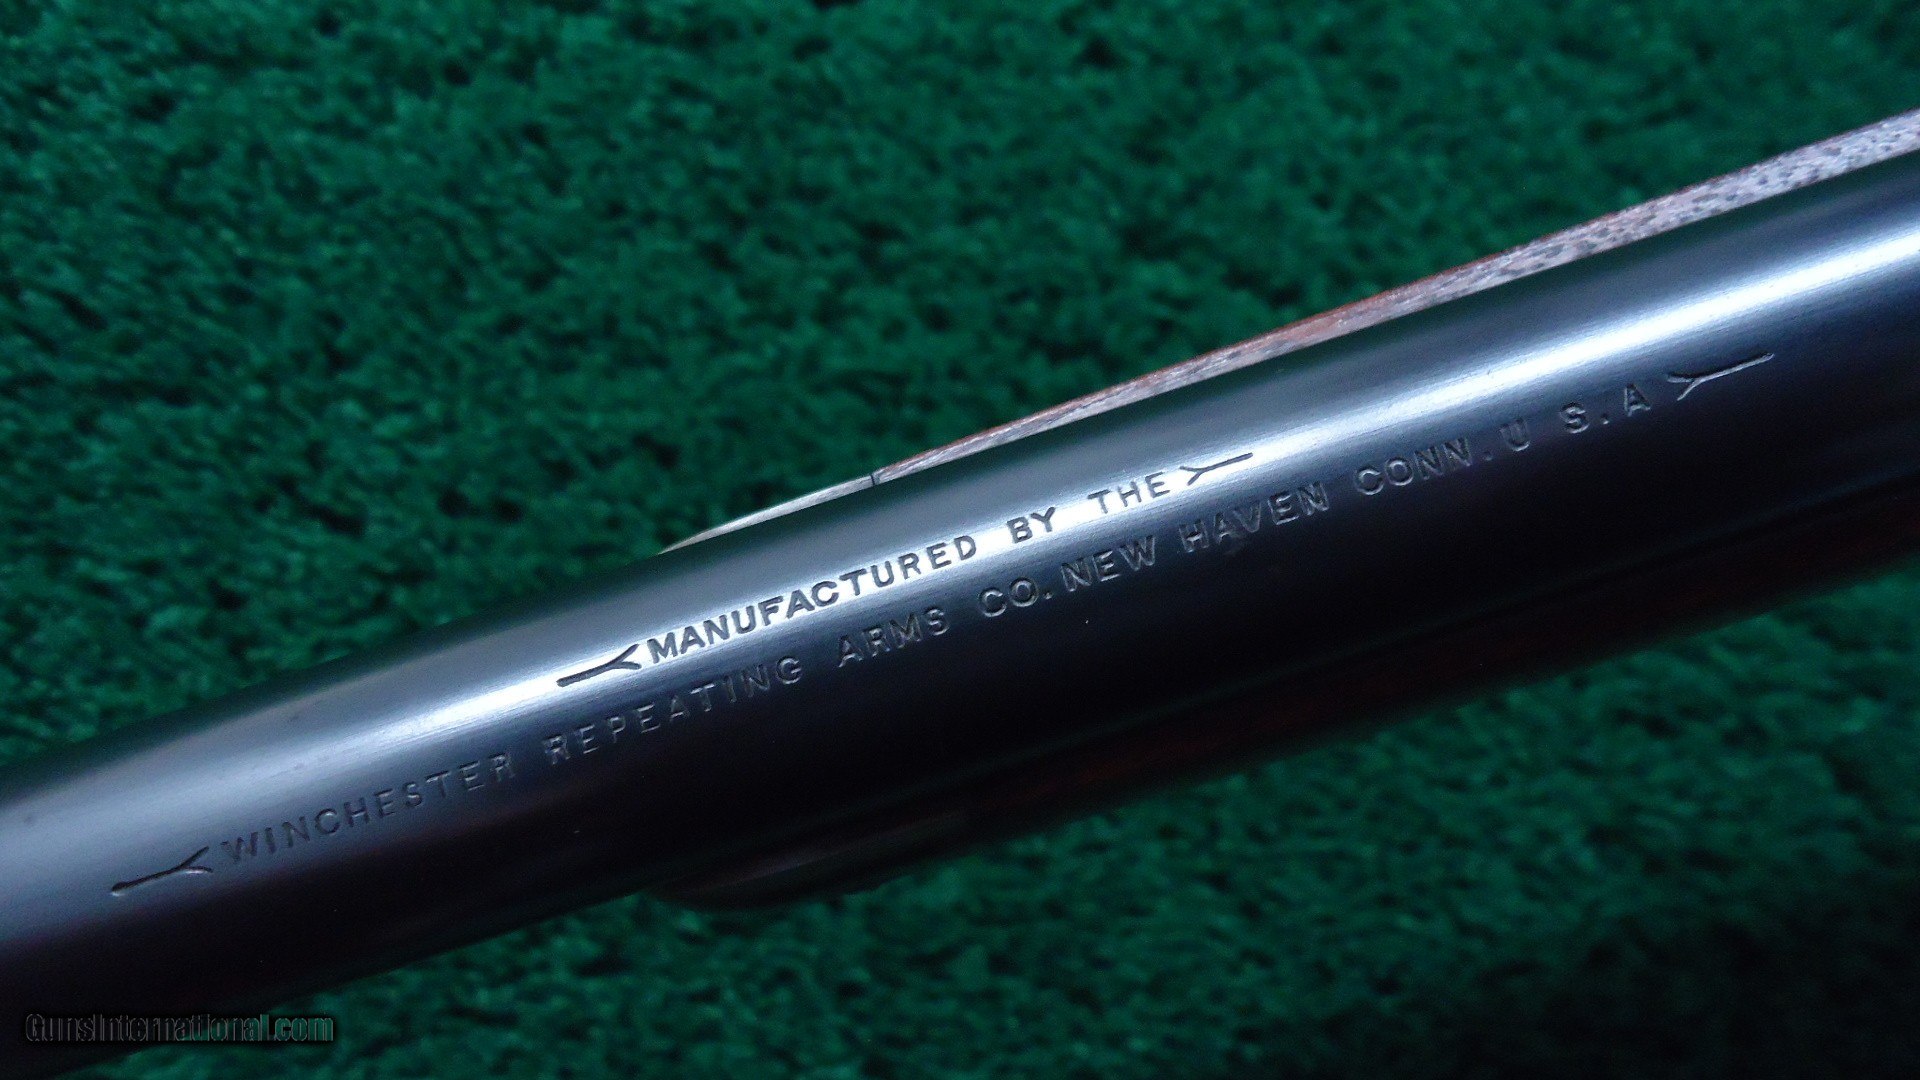 MANUFACTURED BY THE
WINCHESTER REPEATING ARMS CO. NEW HAVEN CONN. U S.A
GunsInternational.com